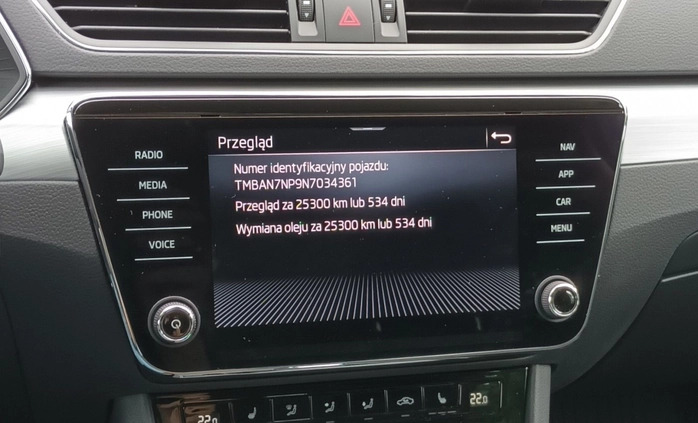 Przegląd
Numer identyfikacyjny pojazdu:
TMBAN7NP9N7034361
Przegląd za 25300 km lub 534 dni
Wymiana oleju za 25300 km lub 534 dni
RADIO
MEDIA
PHONE
VOICE
NAV
APP
CAR
MENU
22.0
22.0